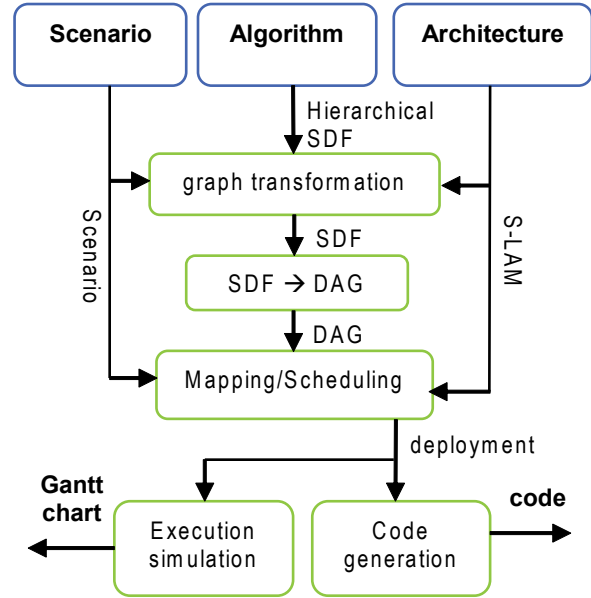 Scenario
Algorithm
Architecture
Hierarchical
SDF
graph transformation
Scenario
S-LAM
SDF
SDF → DAG
DAG
Mapping/Scheduling
deployment
Gantt
chart
Execution
simulation
Code
generation
code